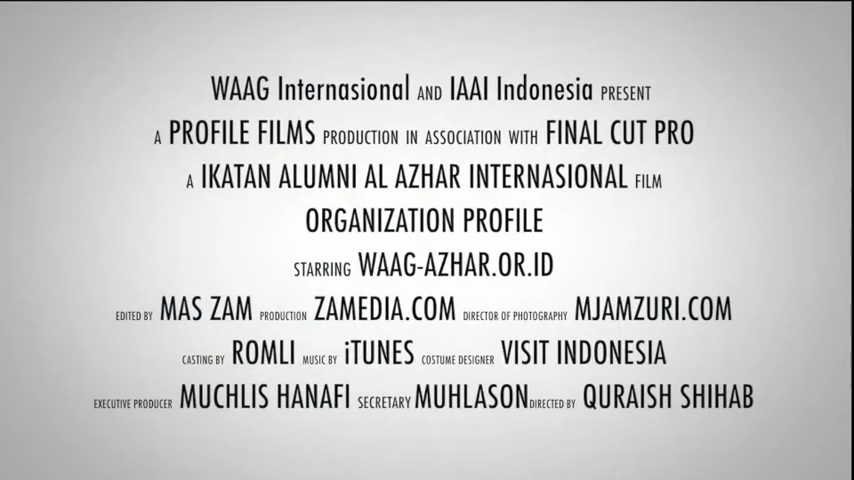 WAAG Internasional AND IAAI Indonesia PRESENT
A PROFILE FILMS PRODUCTION IN ASSOCIATION WITH FINAL CUT PRO
A IKATAN ALUMNI AL AZHAR INTERNASIONAL FILM
ORGANIZATION PROFILE
STARRING WAAG-AZHAR.OR.ID
EDITED BY MAS ZAM PRODUCTION ZAMEDIA.COM DIRECTOR OF PHOTOGRAPHY MJAMZURI.COM
CASTING BY ROMLI MUSIC BY iTUNES COSTUME DESIGNER VISIT INDONESIA
EXECUTIVE PRODUCER MUCHLIS HANAFI SECRETARY MUHLASON DIRECTED BY QURAISH SHIHAB